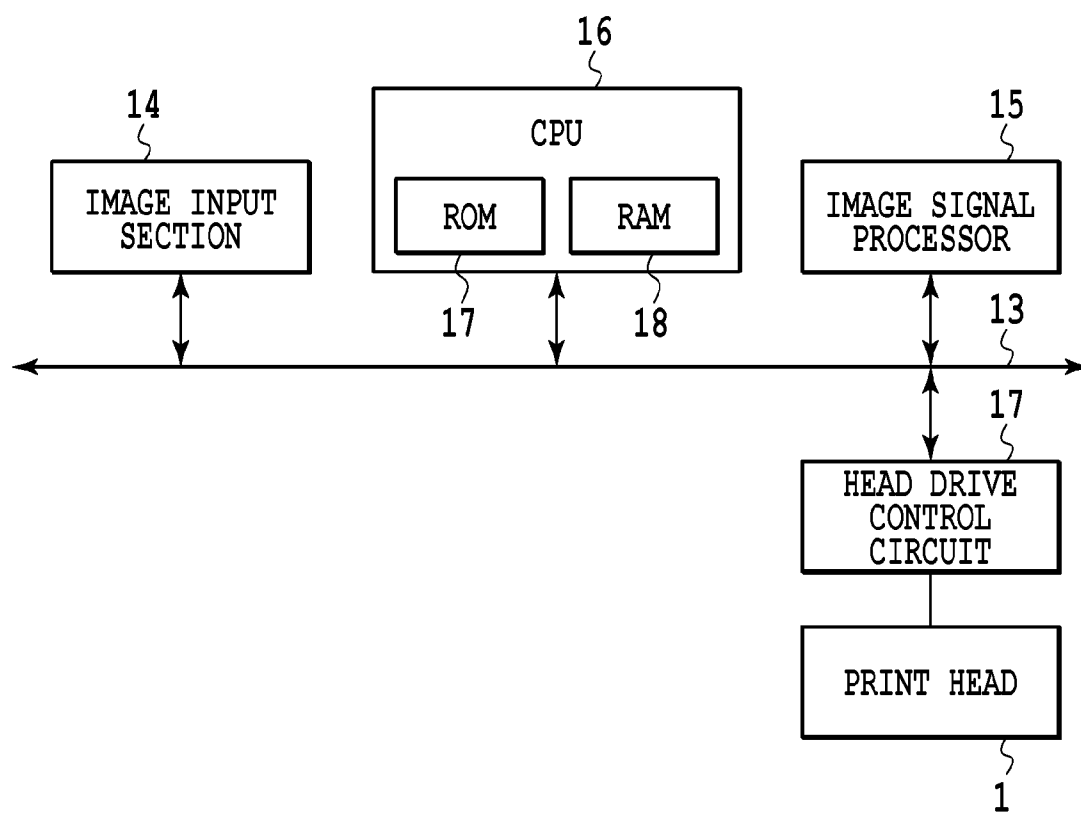 16
14
15
CPU
IMAGE INPUT
SECTION
ROM
RAM
IMAGE SIGNAL
PROCESSOR
17
18
13
17
HEAD DRIVE
CONTROL
CIRCUIT
PRINT HEAD
1